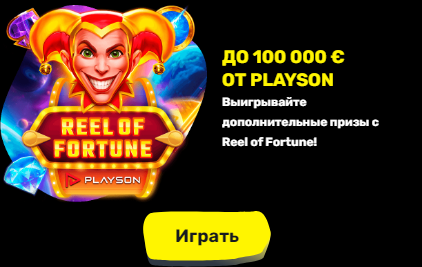 REEL OF
FORTUNE
PLAYSON
ДО 100 000 €
ОТ PLAYSON
Выигрывайте
дополнительные призы с
Reel of Fortune!
Играть